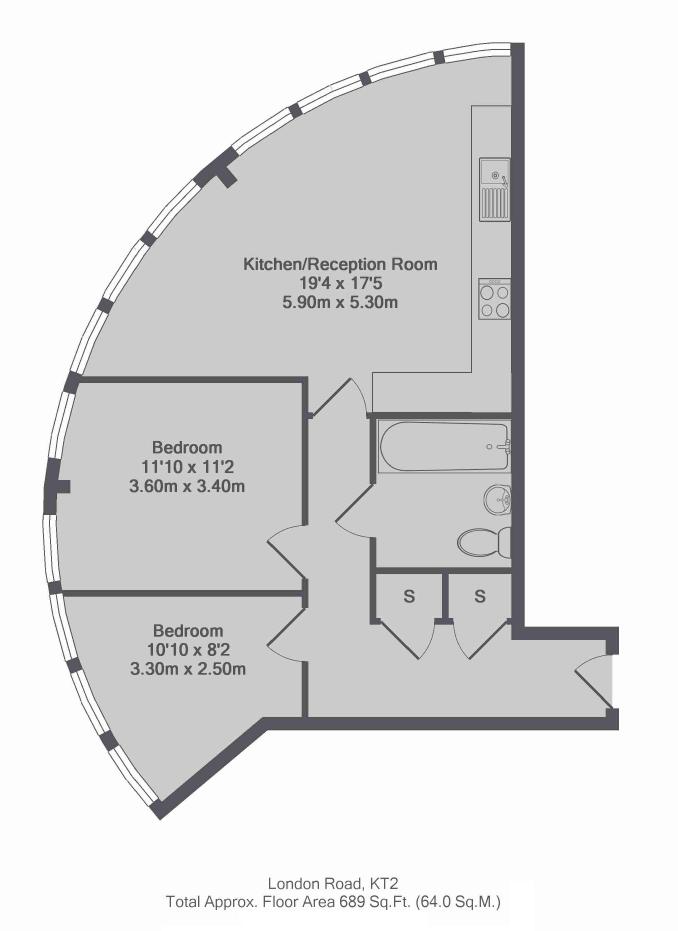 Kitchen/Reception Room
19'4 x 17'5
5.90m x 5.30m
Bedroom
11'10 x 11'2
3.60m x 3.40m
S
S
Bedroom
10'10 x 8'2
3.30m x 2.50m
London Road, KT2
Total Approx. Floor Area 689 Sq.Ft. (64.0 Sq.M.)